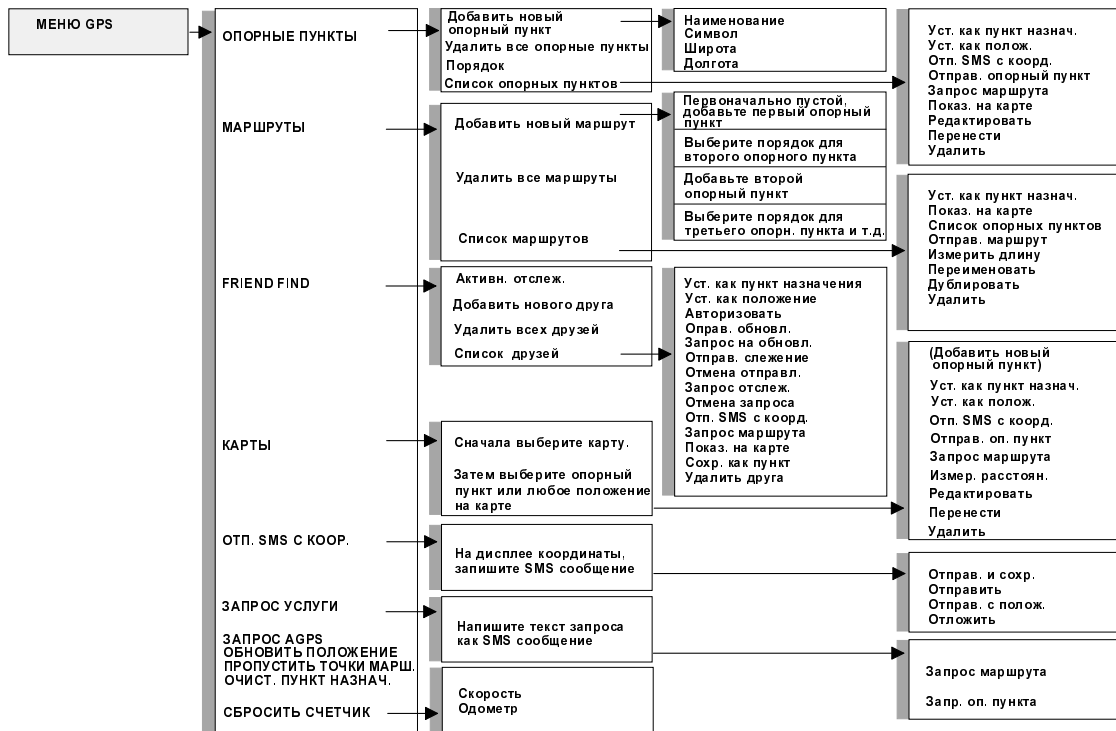 МЕНЮ GPS
ОПОРНЫЕ ПУНКТЫ
МАРШРУТЫ
FRIEND FIND
КАРТЫ
ОТП. SMS С КООР.
ЗАПРОС УСЛУГИ
ЗАПРОС AGPS
ОБНОВИТЬ ПОЛОЖЕНИЕ
ПРОПУСТИТЬ ТОЧКИ МАРШ.
ОЧИСТ. ПУНКТ НАЗНАЧ.
СБРОСИТЬ СЧЕТЧИК
Добавить новый
опорный пункт
Удалить все опорные пункты
Порядок
Список опорных пунктов
Добавить новый маршрут
Удалить все маршруты
Список маршрутов
Активн. отслеж.
Добавить нового друга
Удалить всех друзей
Список друзей
Сначала выберите карту.
Затем выберите опорный
пункт или любое положение
на карте
На дисплее координаты,
запишите SMS сообщение
Напишите текст запроса
как SMS сообщение
Скорость
Одометр
Наименование
Символ
Широта
Долгота
Первоначально пустой,
добавьте первый опорный
пункт
Выберите порядок для
второго опорного пункта
Добавьте второй
опорный пункт
Выберите порядок для
третьего опорн. пункта и т.д.
Уст. как пункт назначения
Уст. как положение
Авторизовать
Оправ. обновл.
Запрос на обновл.
Отправ. слежение
Отмена отправл.
Запрос отслеж.
Отмена запроса
Отп. SMS с коорд.
Запрос маршрута
Показ. на карте
Сохр. как пункт
Удалить друга
Уст. как пункт назнач.
Уст. как полож.
Отп. SMS с коорд.
Отправ. опорный пункт
Запрос маршрута
Показ. на карте
Редактировать
Перенести
Удалить
Уст. как пункт назнач.
Показ. на карте
Список опорных пунктов
Отправ. маршрут
Измерить длину
Переименовать
Дублировать
Удалить
(Добавить новый
опорный пункт)
Уст. как пункт назнач.
Уст. как полож.
Отп. SMS с коорд.
Отправ. оп. пункт
Запрос маршрута
Измер. расстоян.
Редактировать
Перенести
Удалить
Отправ. и сохр.
Отправить
Отправ. с полож.
Отложить
Запрос маршрута
Запр. оп. пункта